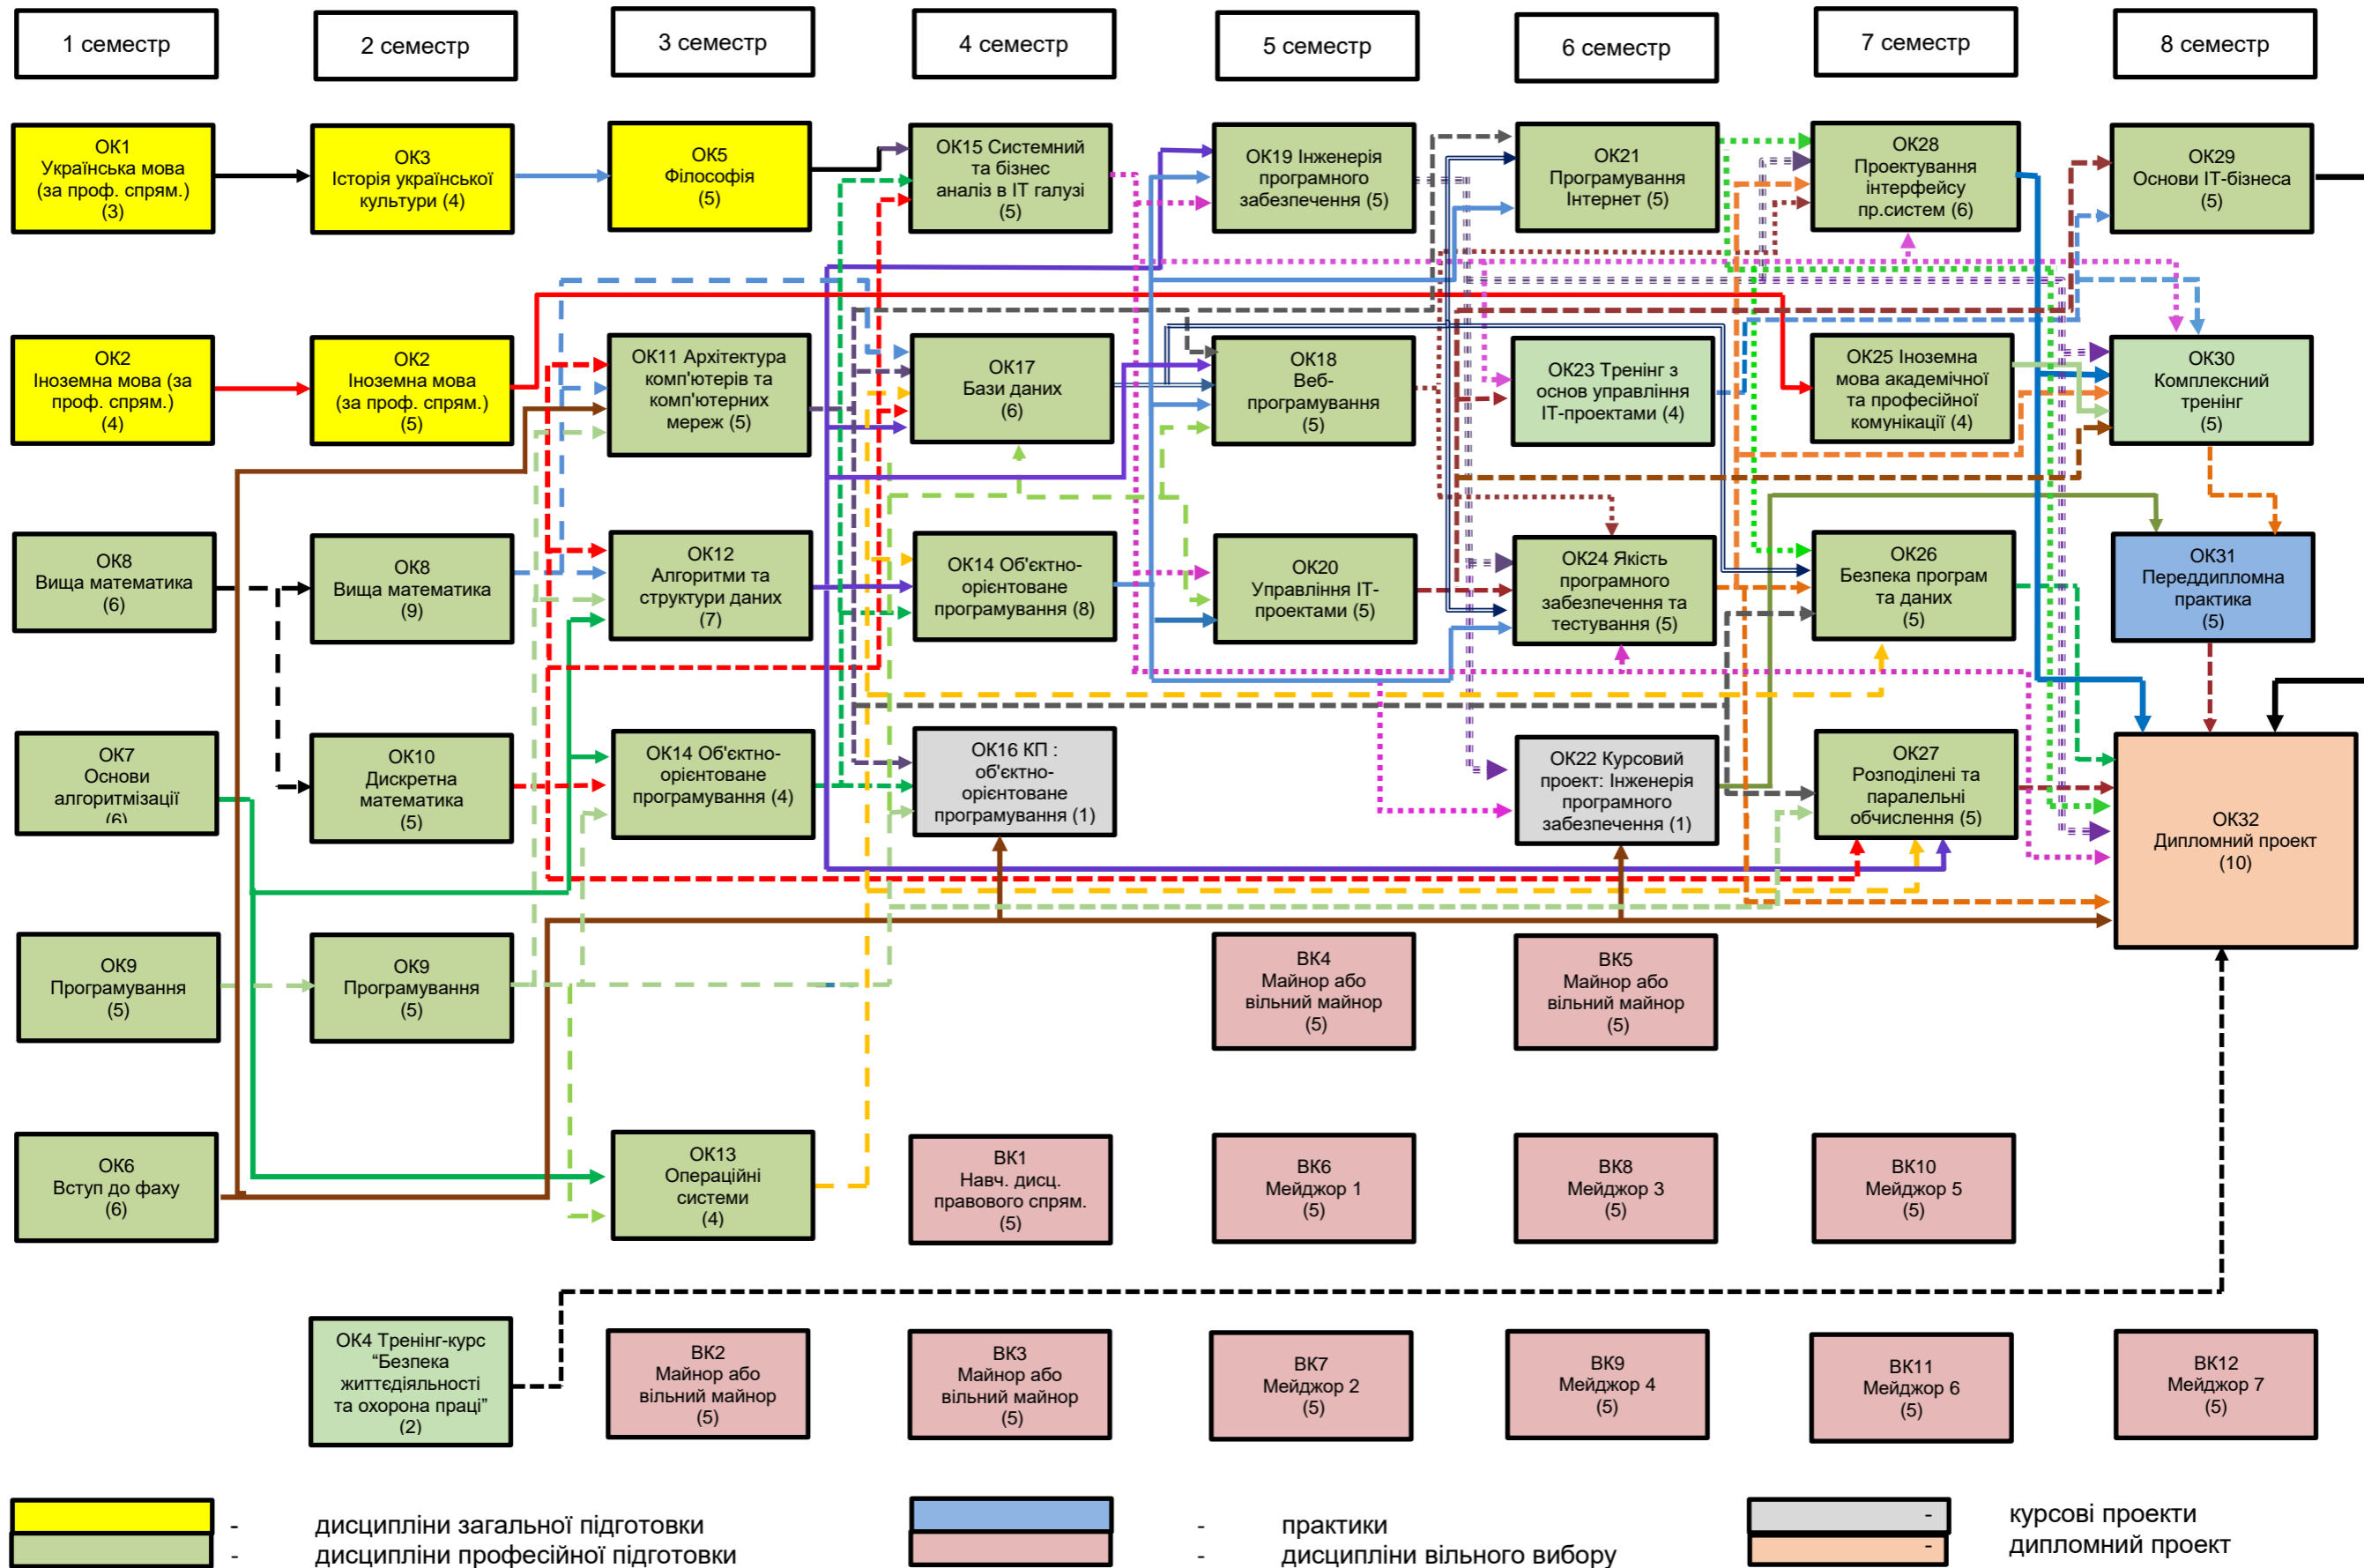 1 семестр
2 семестр
3 семестр
4 семестр
5 семестр
6 семестр
7 семестр
8 семестр
ОК1
Українська мова
(за проф. спрям.)
(3)
ОК3
Історія української
культури (4)
ОК5
Філософія
(5)
ОК15 Системний
та бізнес
аналіз в ІТ галузі
(5)
ОК19 Інженерія
програмного
забезпечення (5)
ОК21
Програмування
Інтернет (5)
ОК28
Проектування
інтерфейсу
пр.систем (6)
ОК29
Основи ІТ-бізнеса
(5)
ОК2
Іноземна мова (за
проф. спрям.)
(4)
ОК2
Іноземна мова
(за проф. спрям.)
(5)
ОК11 Архітектура
комп'ютерів та
комп'ютерних
мереж (5)
ОК17
Бази даних
(6)
ОК18
Веб-
програмування
(5)
ОК23 Тренінг з
основ управління
ІТ-проектами (4)
ОК25 Іноземна
мова академічної
та професійної
комунікації (4)
ОК30
Комплексний
тренінг
(5)
ОК8
Вища математика
(6)
ОК8
Вища математика
(9)
ОК12
Алгоритми та
структури даних
(7)
ОК14 Об'єктно-
орієнтоване
програмування (8)
ОК20
Управління ІТ-
проектами (5)
ОК24 Якість
програмного
забезпечення та
тестування (5)
ОК26
Безпека програм
та даних
(5)
ОК31
Переддипломна
практика
(5)
ОК7
Основи
алгоритмізації
(6)
ОК10
Дискретна
математика
(5)
ОК14 Об'єктно-
орієнтоване
програмування (4)
ОК16 КП :
об'єктно-
орієнтоване
програмування (1)
ОК22 Курсовий
проект: Інженерія
програмного
забезпечення (1)
ОК27
Розподілені та
паралельні
обчислення (5)
ОК32
Дипломний проект
(10)
ОК9
Програмування
(5)
ОК9
Програмування
(5)
ВК4
Майнор або
вільний майнор
(5)
ВК5
Майнор або
вільний майнор
(5)
ОК6
Вступ до фаху
(6)
ОК13
Операційні
системи
(4)
ВК1
Навч. дисц.
правового спрям.
(5)
ВК6
Мейджор 1
(5)
ВК8
Мейджор 3
(5)
ВК10
Мейджор 5
(5)
ОК4 Тренінг-курс
“Безпека
життєдіяльності
та охорона праці”
(2)
ВК2
Майнор або
вільний майнор
(5)
ВК3
Майнор або
вільний майнор
(5)
ВК7
Мейджор 2
(5)
ВК9
Мейджор 4
(5)
ВК11
Мейджор 6
(5)
ВК12
Мейджор 7
(5)
- дисципліни загальної підготовки
- дисципліни професійної підготовки
- практики
- дисципліни вільного вибору
- курсові проекти
- дипломний проект